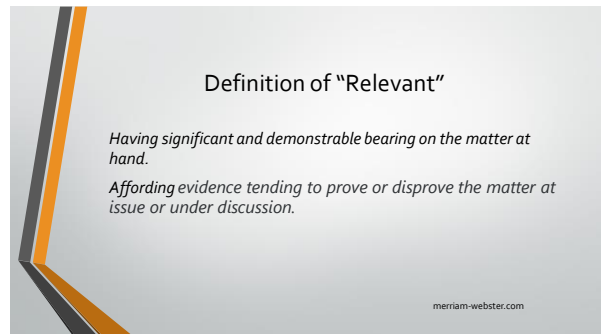 Definition of “Relevant”
Having significant and demonstrable bearing on the matter at
hand.
Affording evidence tending to prove or disprove the matter at
issue or under discussion.
merriam-webster.com